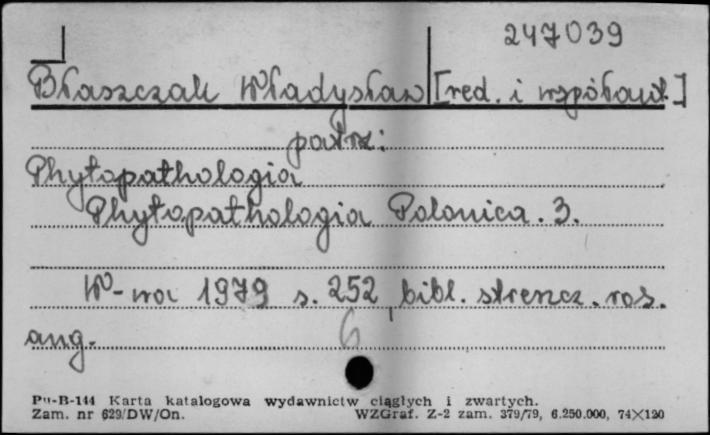 247039
Błaszczak Władysław [red. i współaut.]
patrz:
Phytopathologia
Phytopathologia Polonica. 3.
W-wa 1979 s. 252, bibl. streszcz. ros.
ang.
6
Pu-B-144 Karta katalogowa wydawnictw ciągłych i zwartych.
Zam. nr 629/DW/On. WZGraf. Z-2 zam. 379/79, 6.250.000, 74×120